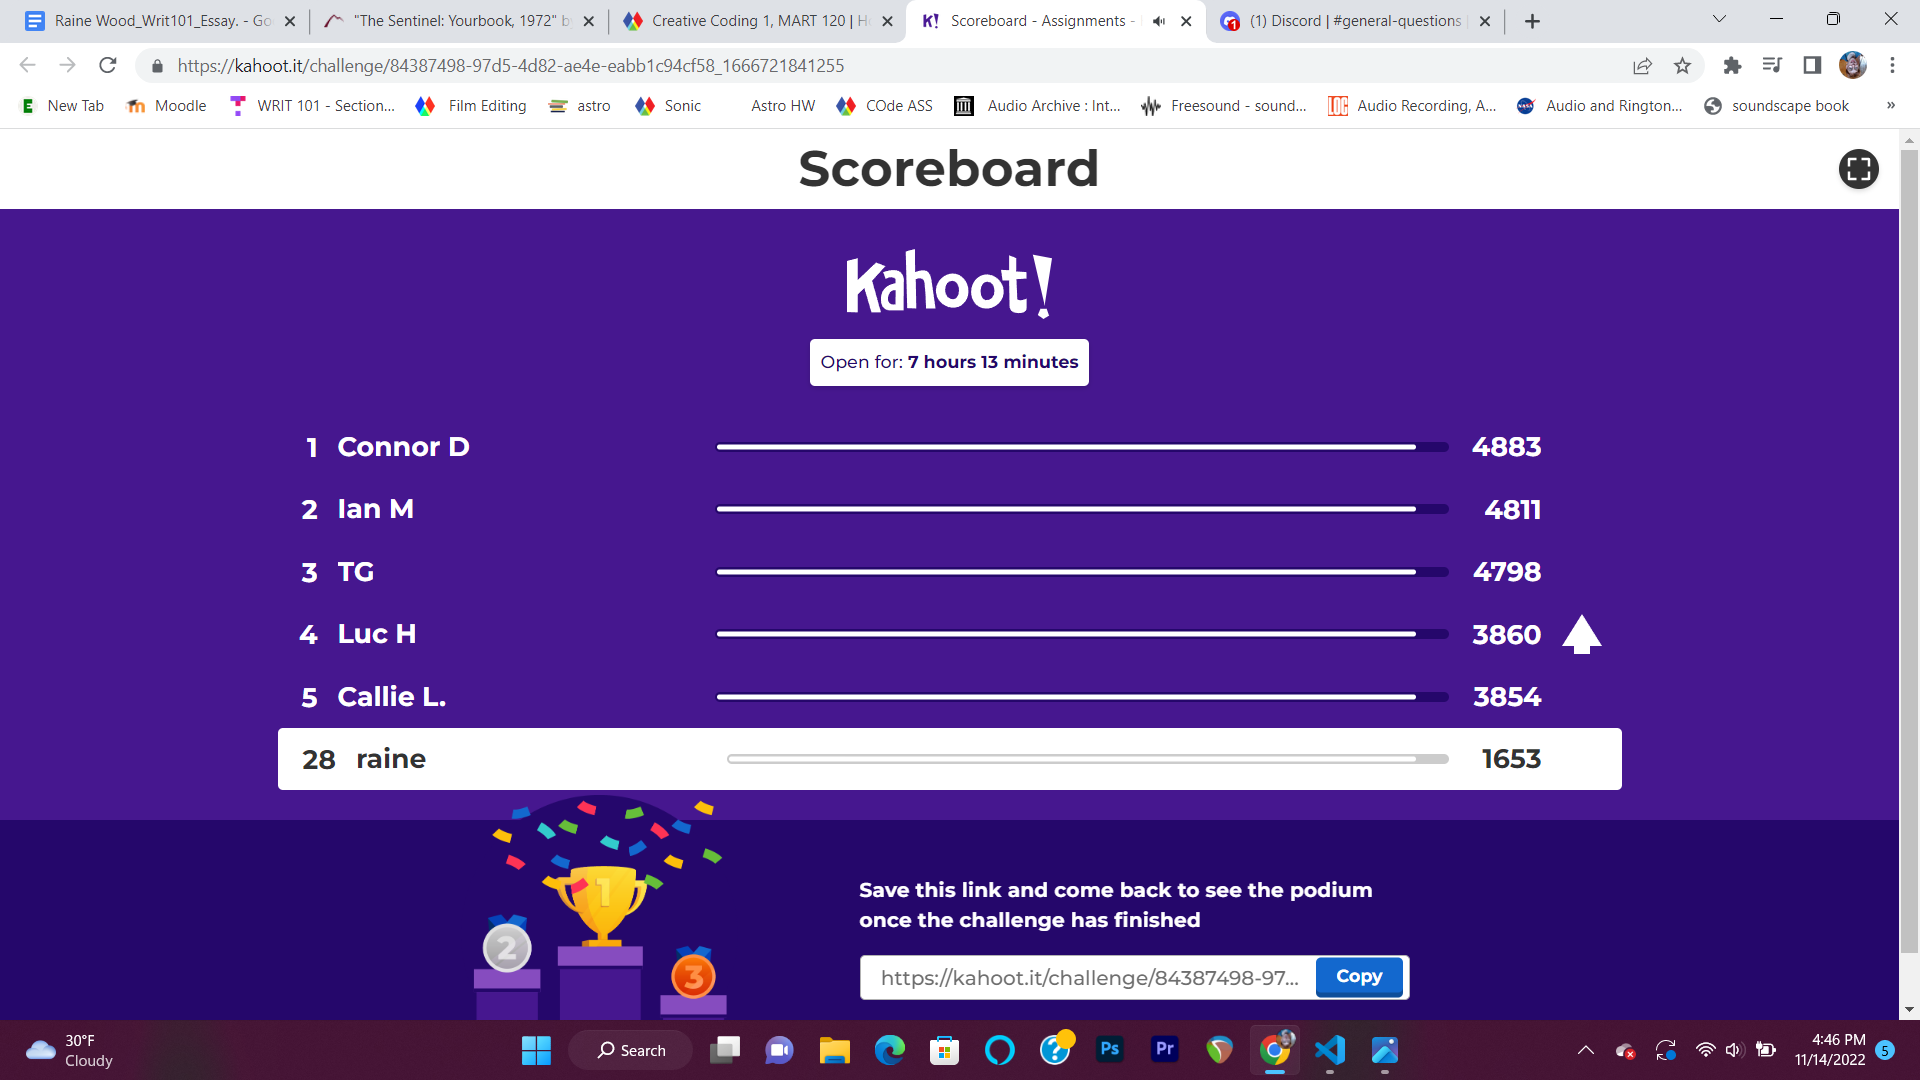 Raine Wood_Writ101_Essay. - Go
"The Sentinel: Yourbook, 1972" b
Creative Coding 1, MART 120 | H
K! Scoreboard - Assignments -
(1) Discord | #general-questions
https://kahoot.it/challenge/84387498-97d5-4d82-ae4e-eabb1c94cf58_1666721841255
New Tab
Moodle
WRIT 101 - Section...
Film Editing
astro
Sonic
Astro HW
COde ASS
Audio Archive : Int...
Freesound - sound...
LOC Audio Recording, A...
Audio and Rington...
soundscape book
»
Scoreboard
Kahoot!
Open for: 7 hours 13 minutes
1 Connor D 4883
2 Ian M 4811
3 TG 4798
4 Luc H 3860
5 Callie L. 3854
28 raine 1653
1
2
3
Save this link and come back to see the podium
once the challenge has finished
https://kahoot.it/challenge/84387498-97... Copy
30°F
Cloudy
Search
Ps
Pr
4:46 PM
11/14/2022
5